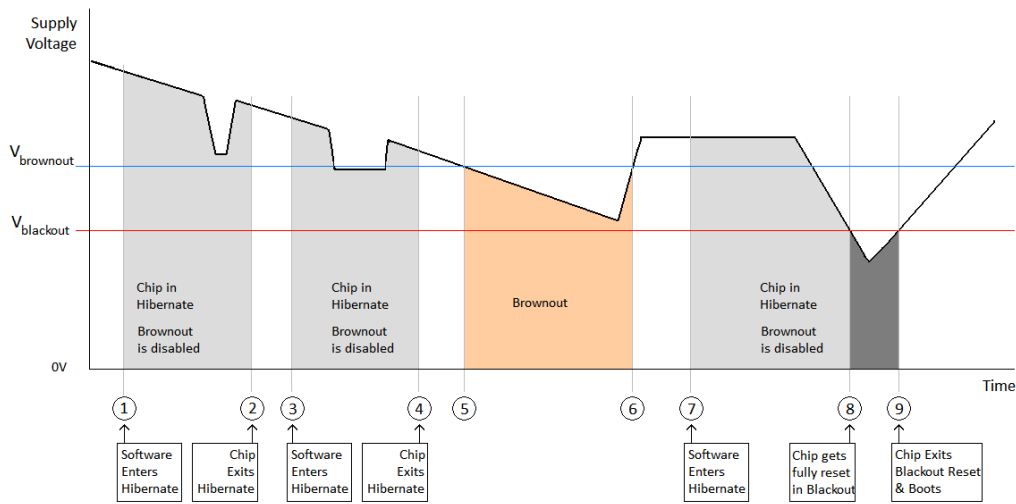 Supply
Voltage
Vbrownout
Vblackout
0V
Time
Chip in
Hibernate
Brownout
is disabled
Chip in
Hibernate
Brownout
is disabled
Brownout
Chip in
Hibernate
Brownout
is disabled
1
2
3
4
5
6
7
8
9
Software
Enters
Hibernate
Chip
Exits
Hibernate
Software
Enters
Hibernate
Chip
Exits
Hibernate
Software
Enters
Hibernate
Chip gets
fully reset
in Blackout
Chip Exits
Blackout Reset
& Boots